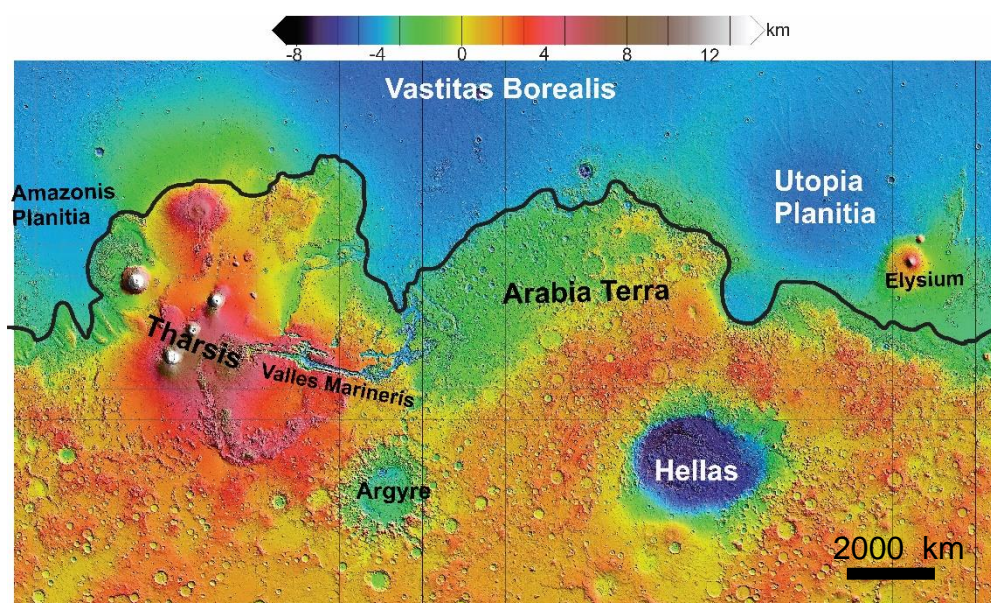 -8 -4 0 4 8 12 km
Vastitas Borealis
Amazonis
Planitia
Utopia
Planitia
Elysium
Arabia Terra
Tharsis
Valles Marineris
Hellas
Argyre
2000 km